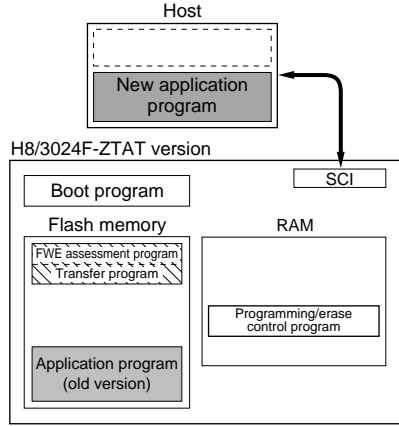 Host
New application
program
H8/3024F-ZTAT version
SCI
Boot program
Flash memory
RAM
FWE assessment program
Transfer program
Programming/erase
control program
Application program
(old version)